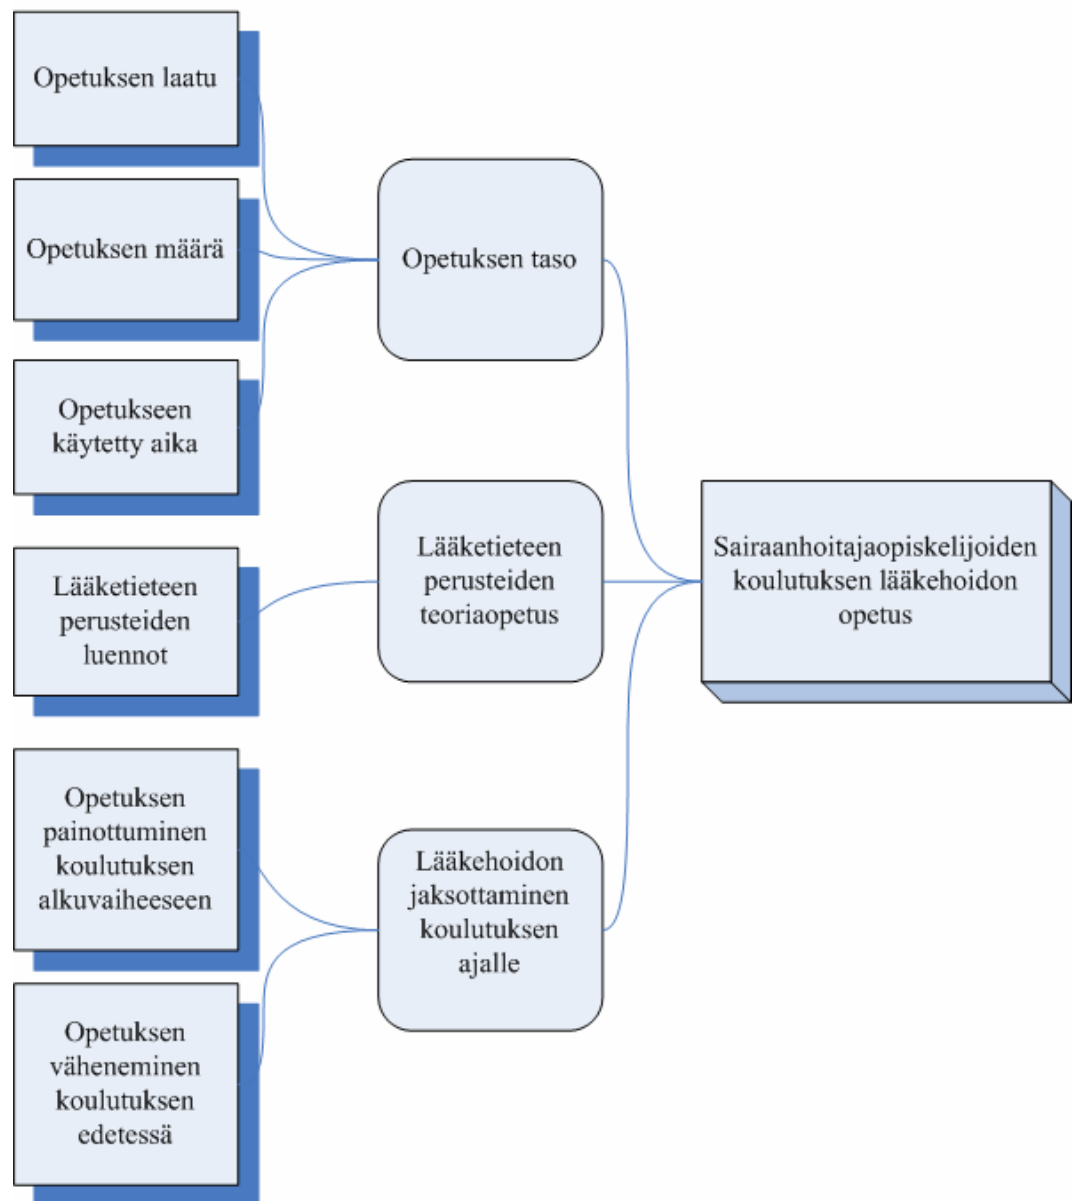 Opetuksen laatu
Opetuksen määrä
Opetukseen
käytetty aika
Lääketieteen
perusteiden
luennot
Opetuksen
painottuminen
koulutuksen
alkuvaiheeseen
Opetuksen
väheneminen
koulutuksen
edetessä
Opetuksen taso
Lääketieteen
perusteiden
teoriaopetus
Lääkehoidon
jaksottaminen
koulutuksen
ajalle
Sairaanhoitajaopiskelijoiden
koulutuksen lääkehoidon
opetus